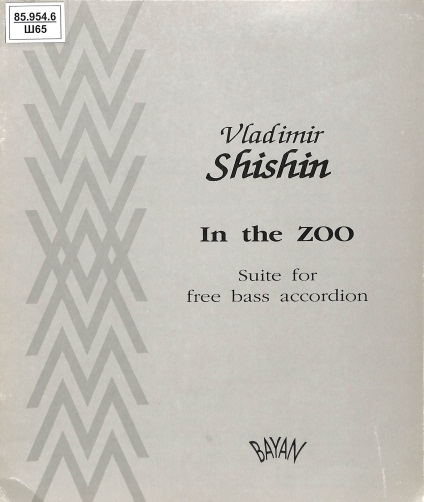 85.954.6
Ш65
Vladimir
Shishin
In the ZOO
Suite for
free bass accordion
BAYAN